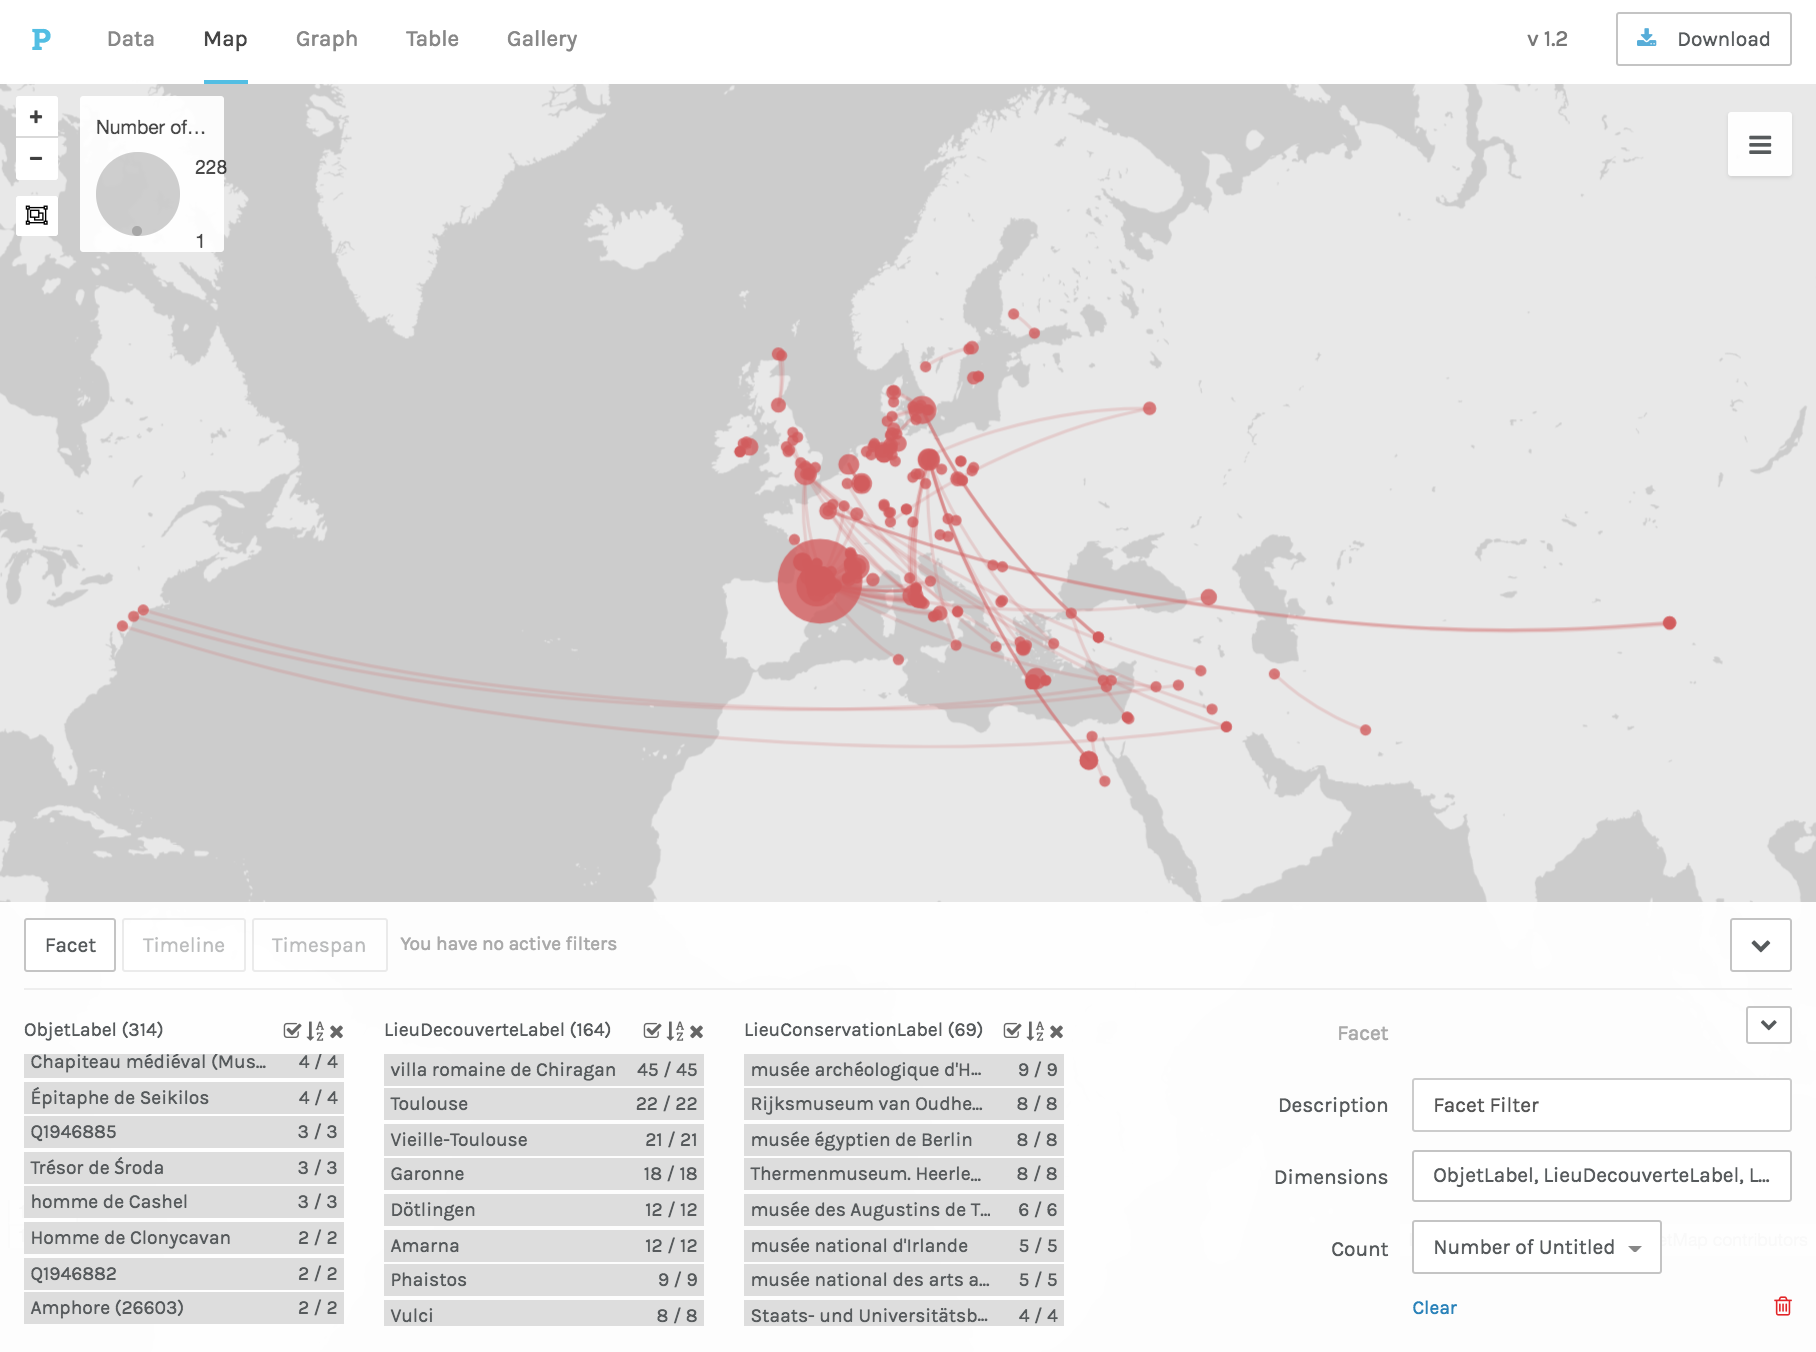 P Data Map Graph Table Gallery v 1.2 Download
+
−
Number of...
228
1
Facet Timeline Timespan You have no active filters
ObjetLabel (314)
Chapiteau médiéval (Mus... 4 / 4
Épitaphe de Seikilos 4 / 4
Q1946885 3 / 3
Trésor de Środa 3 / 3
homme de Cashel 3 / 3
Homme de Clonycavan 2 / 2
Q1946882 2 / 2
Amphore (26603) 2 / 2
LieuDecouverteLabel (164)
villa romaine de Chiragan 45 / 45
Toulouse 22 / 22
Vieille-Toulouse 21 / 21
Garonne 18 / 18
Dötlingen 12 / 12
Amarna 12 / 12
Phaistos 9 / 9
Vulci 8 / 8
LieuConservationLabel (69)
musée archéologique d'H... 9 / 9
Rijksmuseum van Oudhe... 8 / 8
musée égyptien de Berlin 8 / 8
Thermenmuseum. Heerle... 8 / 8
musée des Augustins de T... 6 / 6
musée national d'Irlande 5 / 5
musée national des arts a... 5 / 5
Staats- und Universitätsb... 4 / 4
Facet
Description Facet Filter
Dimensions ObjetLabel, LieuDecouverteLabel, L...
Count Number of Untitled
Clear